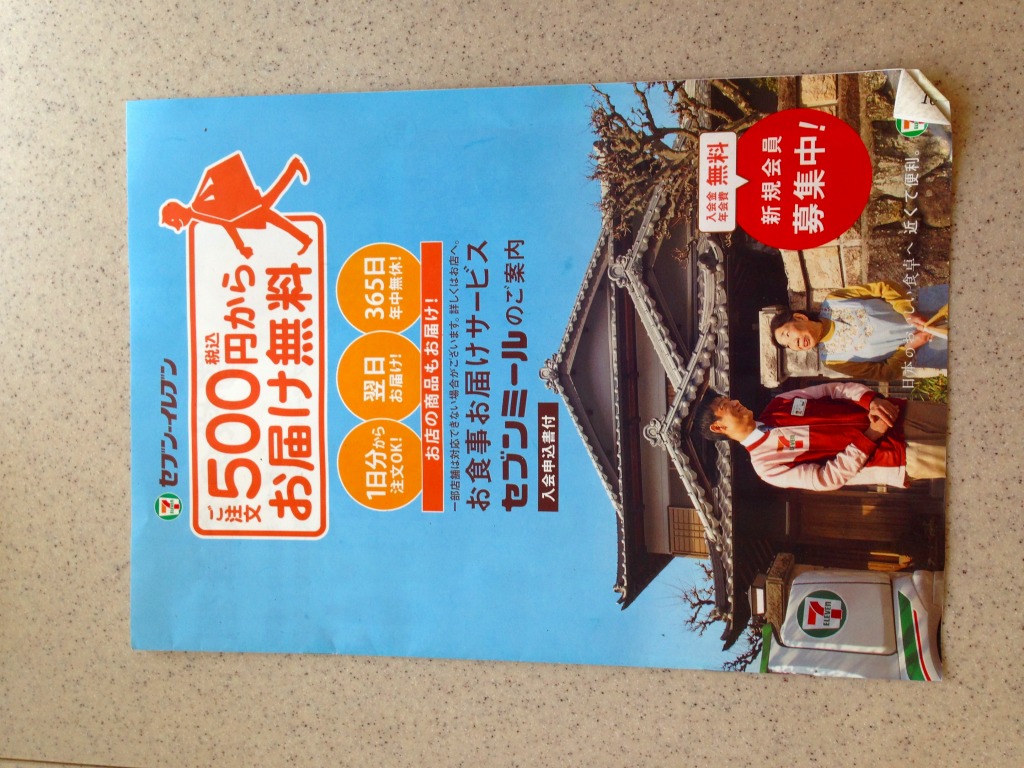 セブン-イレブン
税込
ご注文500円から
お届け無料
1日分から
注文OK!
翌日
お届け!
365日
年中無休!
お店の商品もお届け!
一部店舗は対応できない場合がございます。詳しくはお店へ。
お食事お届けサービス
セブンミールのご案内
入会申込書付
入会金
年会費
無料
新規会員
募集中!
7
ELEVEN
食卓へ 近くて便利。